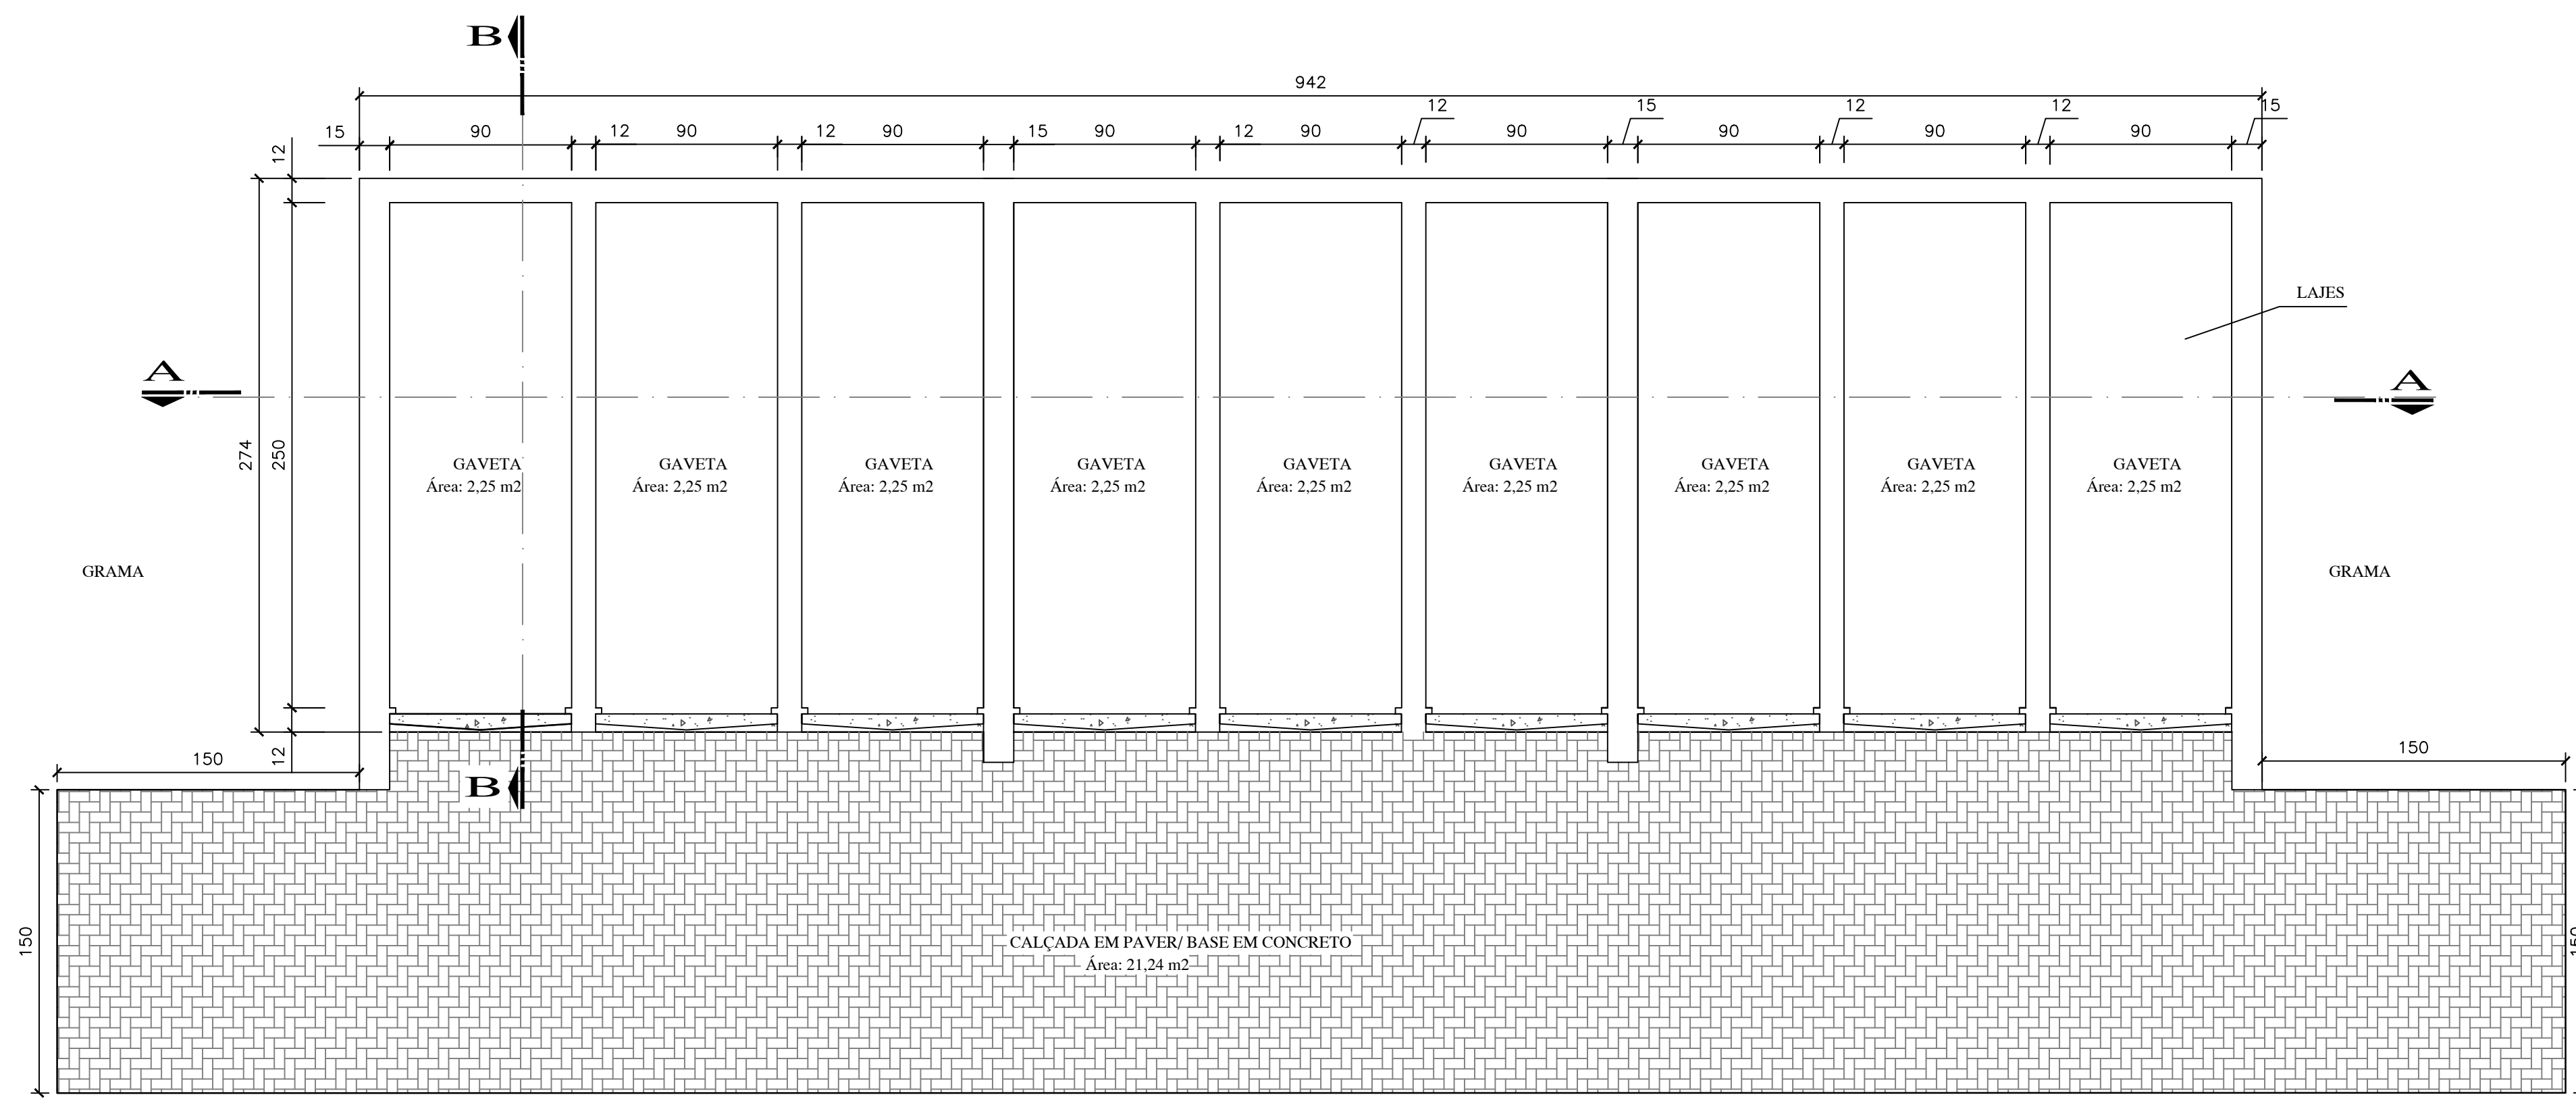 B
942
12 15 12 12 15
15 90 12 90 12 90 15 90 12 90 90 90 90 90
12
LAJES
A
A
274
250
GAVETA GAVETA GAVETA GAVETA GAVETA GAVETA GAVETA GAVETA GAVETA
Área: 2,25 m2 Área: 2,25 m2 Área: 2,25 m2 Área: 2,25 m2 Área: 2,25 m2 Área: 2,25 m2 Área: 2,25 m2 Área: 2,25 m2 Área: 2,25 m2
GRAMA GRAMA
150 12 150
B
150
CALÇADA EM PAVER/ BASE EM CONCRETO
Área: 21,24 m2